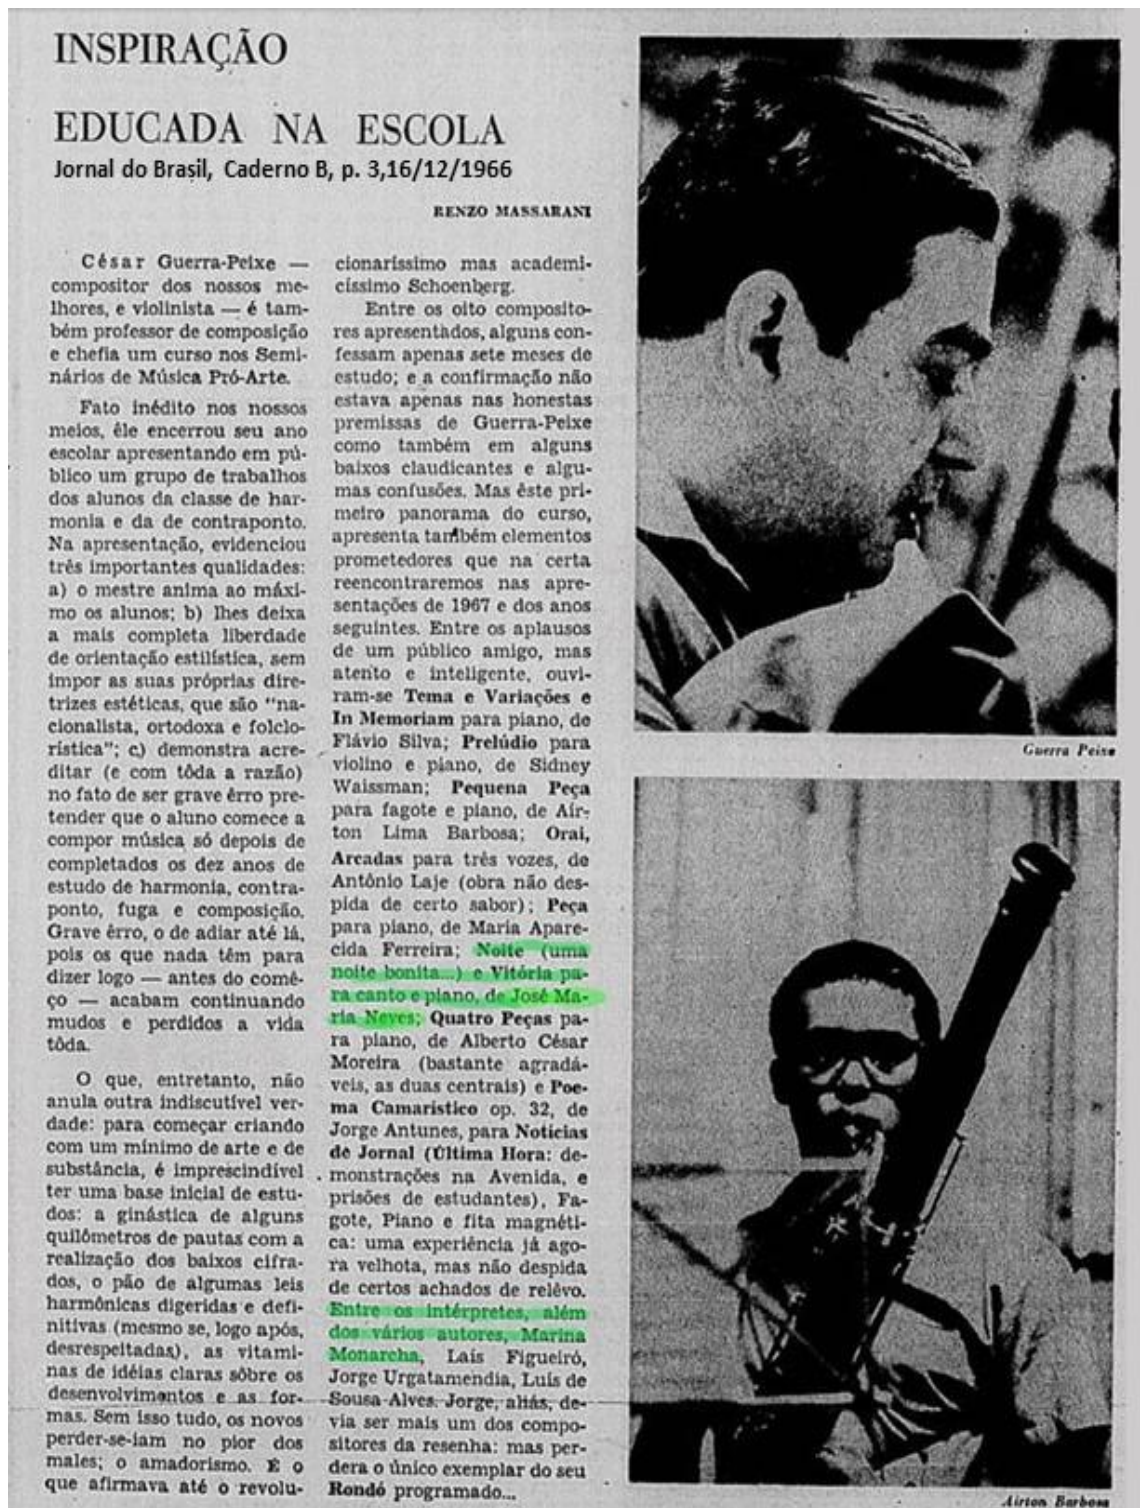 INSPIRAÇÃO
EDUCADA NA ESCOLA
Jornal do Brasil, Caderno B, p. 3,16/12/1966
RENZO MASSARANI
César Guerra-Peixe —
compositor dos nossos me-
lhores, e violinista — é tam-
bém professor de composição
e chefia um curso nos Semi-
nários de Música Pró-Arte.
Fato inédito nos nossos
meios, êle encerrou seu ano
escolar apresentando em pú-
blico um grupo de trabalhos
dos alunos da classe de har-
monia e da de contraponto.
Na apresentação, evidenciou
três importantes qualidades:
a) o mestre anima ao máxi-
mo os alunos; b) lhes deixa
a mais completa liberdade
de orientação estilística, sem
impor as suas próprias dire-
trizes estéticas, que são "na-
cionalista, ortodoxa e folclo-
rística"; c) demonstra acre-
ditar (e com tôda a razão)
no fato de ser grave êrro pre-
tender que o aluno comece a
compor música só depois de
completados os dez anos de
estudo de harmonia, contra-
ponto, fuga e composição.
Grave êrro, o de adiar até lá,
pois os que nada têm para
dizer logo — antes do comê-
ço — acabam continuando
mudos e perdidos a vida
tôda.
O que, entretanto, não
anula outra indiscutível ver-
dade: para começar criando
com um mínimo de arte e de
substância, é imprescindível
ter uma base inicial de estu-
dos: a ginástica de alguns
quilômetros de pautas com a
realização dos baixos cifra-
dos, o pão de algumas leis
harmônicas digeridas e defi-
nitivas (mesmo se, logo após,
desrespeitadas), as vitami-
nas de idéias claras sôbre os
desenvolvimentos e as for-
mas. Sem isso tudo, os novos
perder-se-iam no pior dos
males; o amadorismo. É o
que afirmava até o revolu-
cionaríssimo mas academi-
císsimo Schoenberg.
Entre os oito composito-
res apresentados, alguns con-
fessam apenas sete meses de
estudo; e a confirmação não
estava apenas nas honestas
premissas de Guerra-Peixe
como também em alguns
baixos claudicantes e algu-
mas confusões. Mas êste pri-
meiro panorama do curso,
apresenta também elementos
prometedores que na certa
reencontraremos nas apre-
sentações de 1967 e dos anos
seguintes. Entre os aplausos
de um público amigo, mas
atento e inteligente, ouvi-
ram-se Tema e Variações e
In Memoriam para piano, de
Flávio Silva; Prelúdio para
violino e piano, de Sidney
Waissman; Pequena Peça
para fagote e piano, de Air-
ton Lima Barbosa; Orai,
Arcadas para três vozes, de
Antônio Laje (obra não des-
pida de certo sabor); Peça
para piano, de Maria Apare-
cida Ferreira; Noite (uma
noite bonita...) e Vitória pa-
ra canto e piano, de José Ma-
ria Neves; Quatro Peças pa-
ra piano, de Alberto César
Moreira (bastante agradá-
veis, as duas centrais) e Poe-
ma Camarístico op. 32, de
Jorge Antunes, para Notícias
de Jornal (Última Hora: de-
monstrações na Avenida, e
prisões de estudantes), Fa-
gote, Piano e fita magnéti-
ca: uma experiência já ago-
ra velhota, mas não despida
de certos achados de relêvo.
Entre os intérpretes, além
dos vários autores, Marina
Monarcha, Laís Figueiró,
Jorge Urgatamendia, Luís de
Sousa Alves. Jorge, aliás, de-
via ser mais um dos compo-
sitores da resenha: mas per-
dera o único exemplar do seu
Rondó programado...
Guerra Peixe
Airton Barbosa